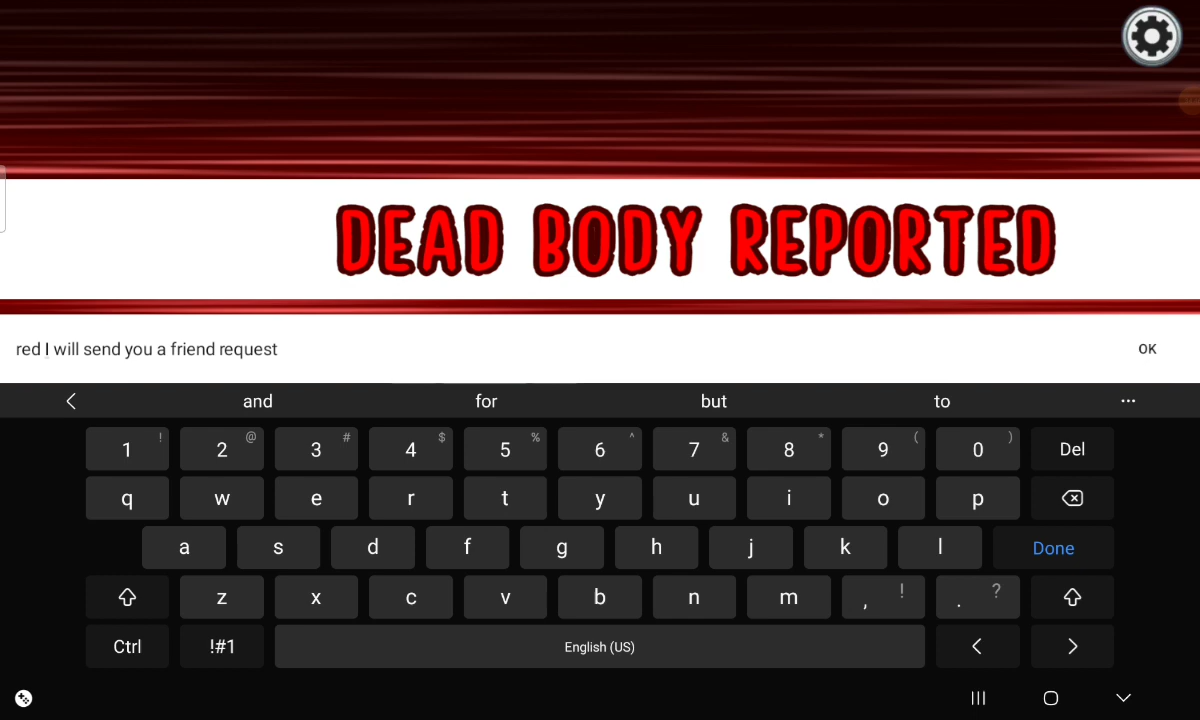 DEAD BODY REPORTED
red I will send you a friend request OK
and for but to ...
1 ! 2 @ 3 # 4 $ 5 % 6 ^ 7 & 8 * 9 ( 0 ) Del
q w e r t y u i o p
a s d f g h j k l Done
z x c v b n m , ! . ?
Ctrl !#1 English (US) < >